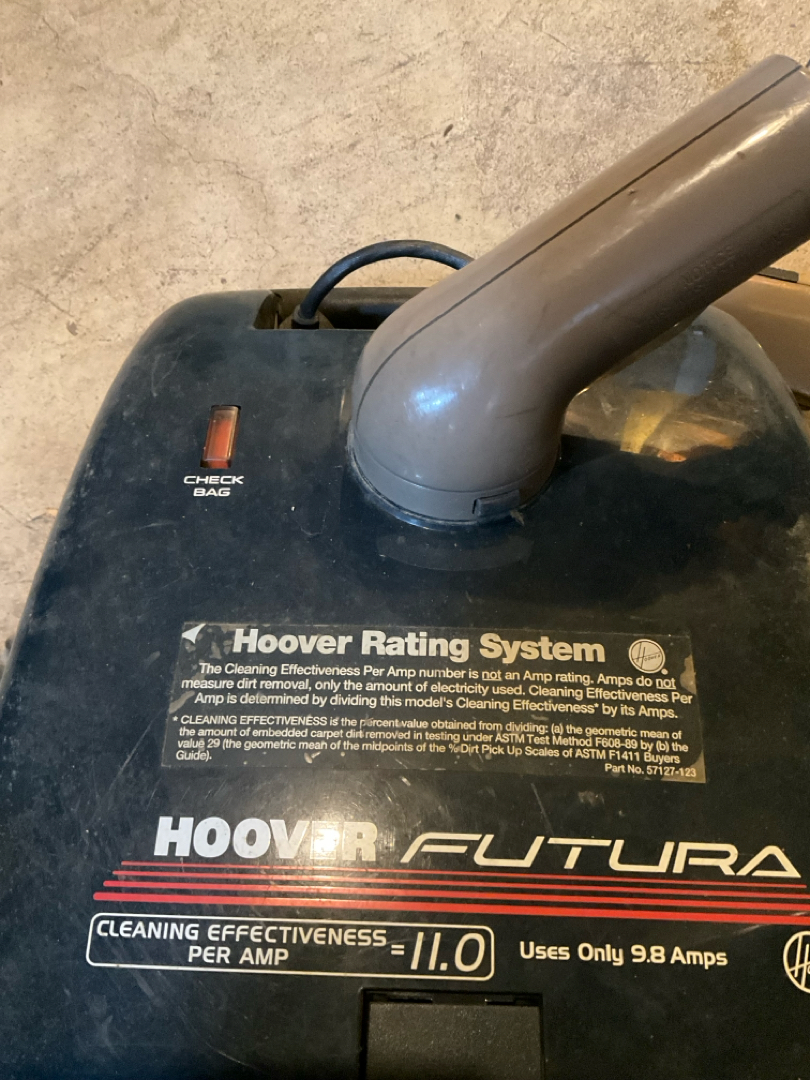 CHECK
BAG
Hoover Rating System
Hoover
The Cleaning Effectiveness Per Amp number is not an Amp rating. Amps do not
measure dirt removal, only the amount of electricity used. Cleaning Effectiveness Per
Amp is determined by dividing this model's Cleaning Effectiveness* by its Amps.
* CLEANING EFFECTIVENESS is the percent value obtained from dividing: (a) the geometric mean of
the amount of embedded carpet dirt removed in testing under ASTM Test Method F608-89 by (b) the
value 29 (the geometric mean of the midpoints of the % Dirt Pick Up Scales of ASTM F1411 Buyers
Guide).
Part No. 57127-123
HOOVER FUTURA
CLEANING EFFECTIVENESS
PER AMP
=11.0
Uses Only 9.8 Amps